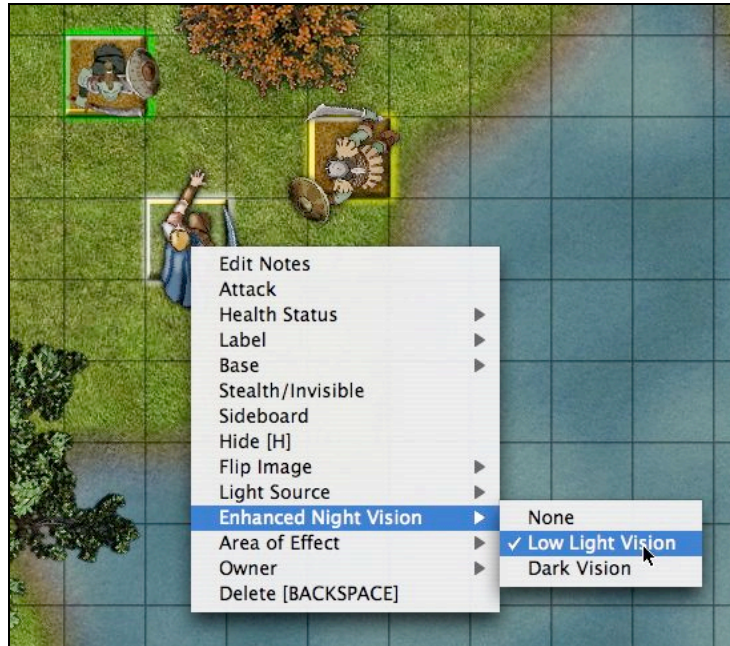 Edit Notes
Attack
Health Status
Label
Base
Stealth/Invisible
Sideboard
Hide [H]
Flip Image
Light Source
Enhanced Night Vision
Area of Effect
Owner
Delete [BACKSPACE]
None
✓ Low Light Vision
Dark Vision